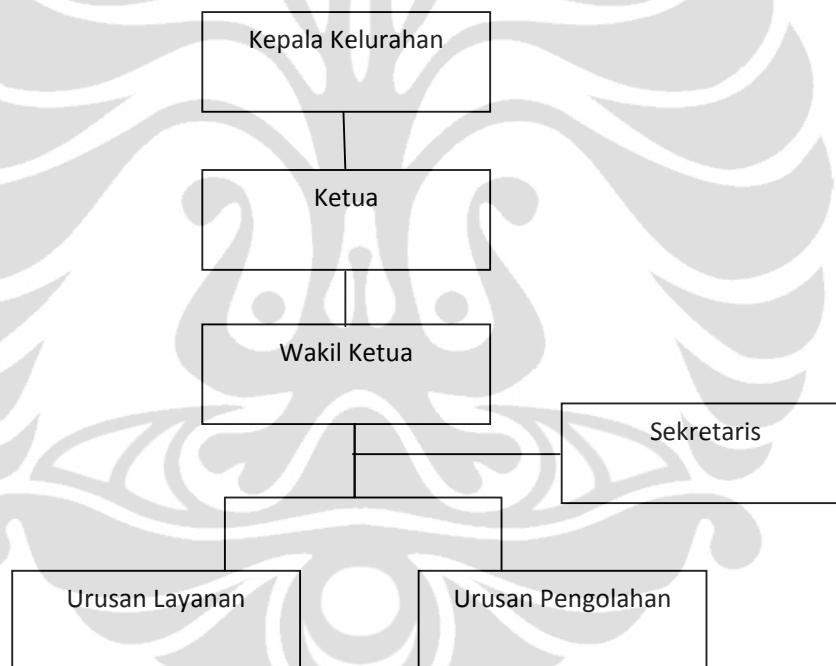 Kepala Kelurahan
Ketua
Wakil Ketua
Sekretaris
Urusan Layanan
Urusan Pengolahan